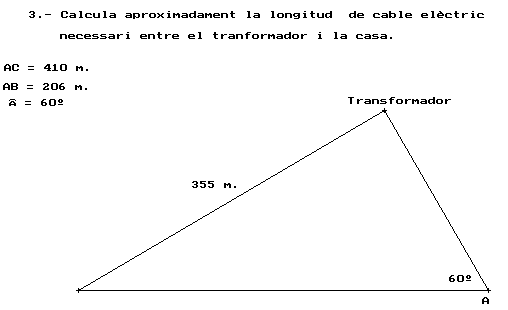 3.- Calcula aproximadament la longitud de cable elèctric
necessari entre el tranformador i la casa.
AC = 410 m.
AB = 206 m.
â = 60º
Transformador
355 m.
60º
A